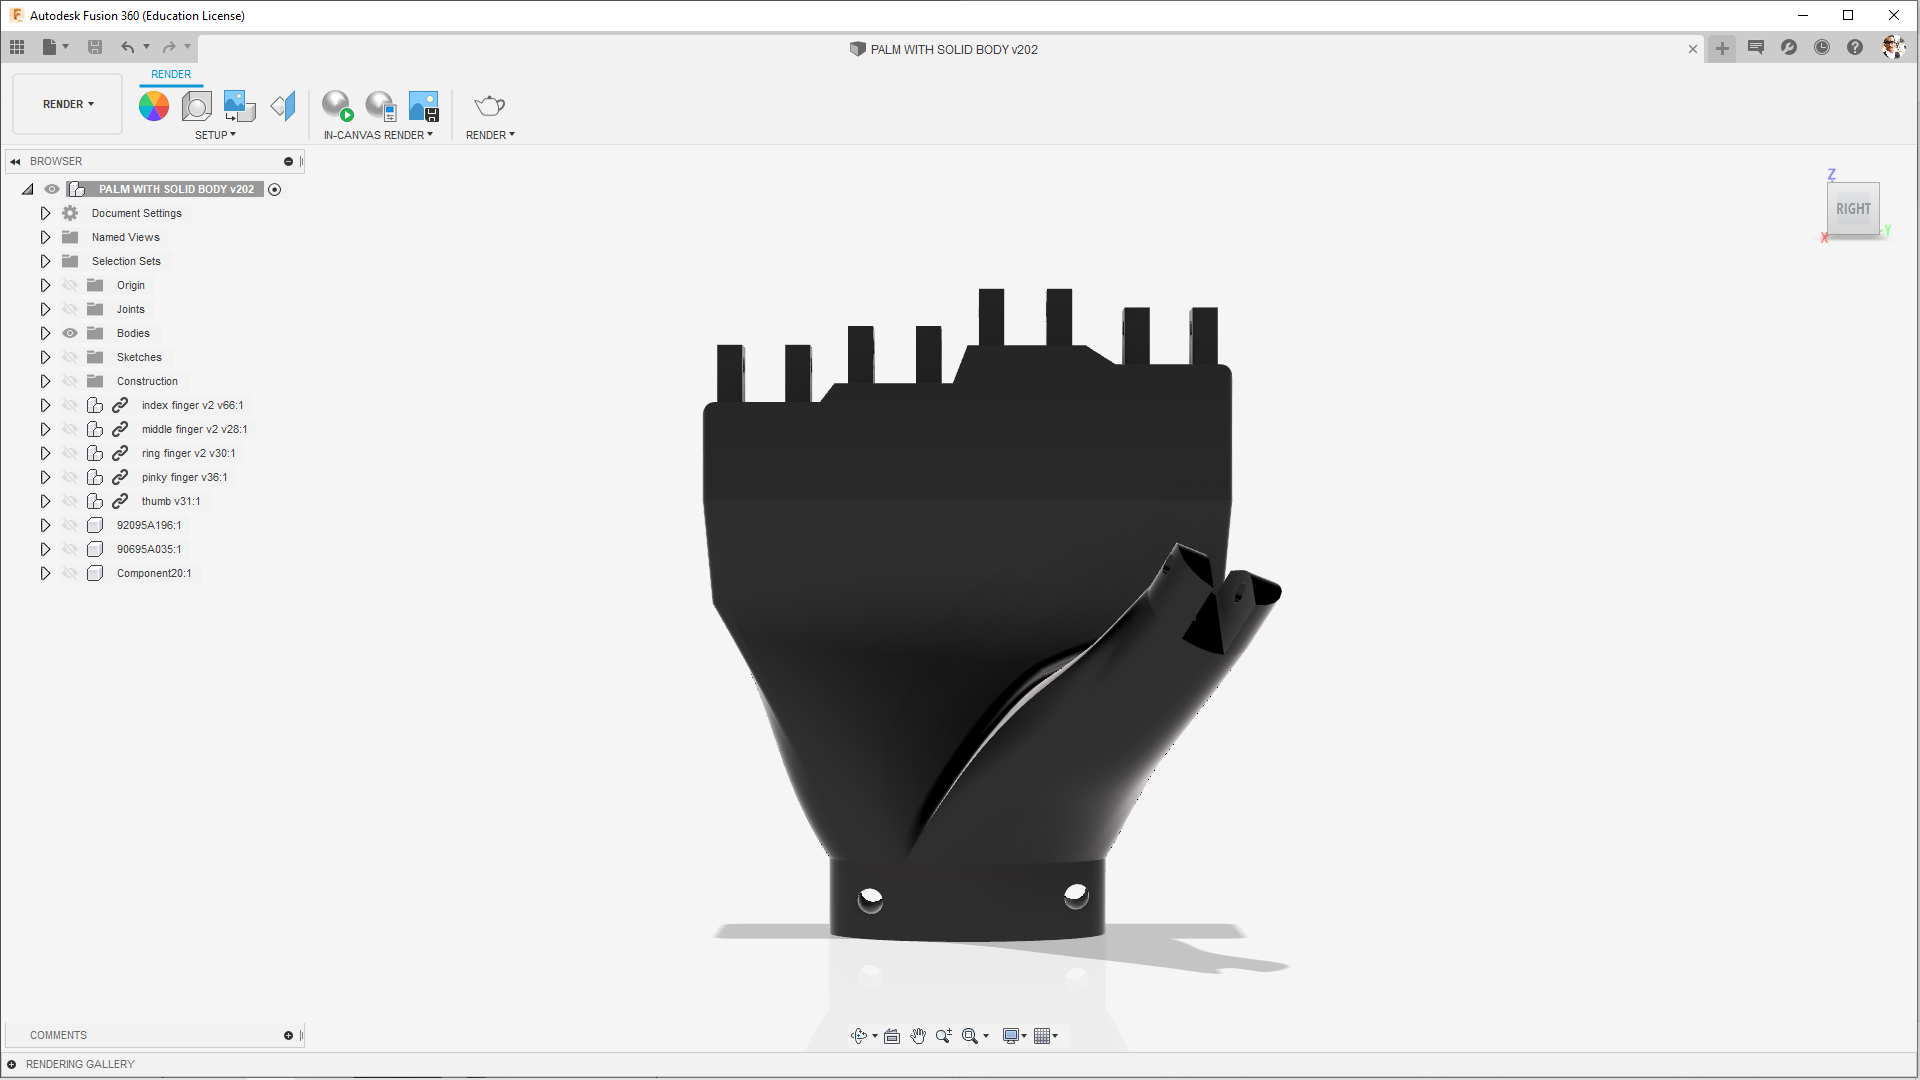 Autodesk Fusion 360 (Education License)
PALM WITH SOLID BODY v202
RENDER
RENDER
SETUP
IN-CANVAS RENDER
RENDER
BROWSER
PALM WITH SOLID BODY v202
Document Settings
Named Views
Selection Sets
Origin
Joints
Bodies
Sketches
Construction
index finger v2 v66:1
middle finger v2 v28:1
ring finger v2 v30:1
pinky finger v36:1
thumb v31:1
92095A196:1
90695A035:1
Component20:1
Z
RIGHT
X
Y
COMMENTS
RENDERING GALLERY